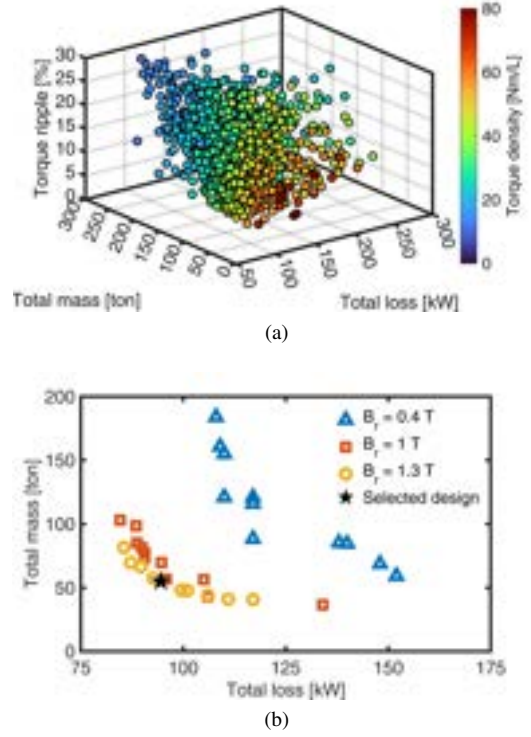 30
25
20
15
10
5
0
Torque ripple [%]
300
250
200
150
100
50
0
Total mass [ton]
50
100
150
200
250
300
Total loss [kW]
80
60
40
20
0
Torque density [Nm/L]
(a)
200
150
100
50
0
Total mass [ton]
B_r = 0.4 T
B_r = 1 T
B_r = 1.3 T
Selected design
75
100
125
150
175
Total loss [kW]
(b)